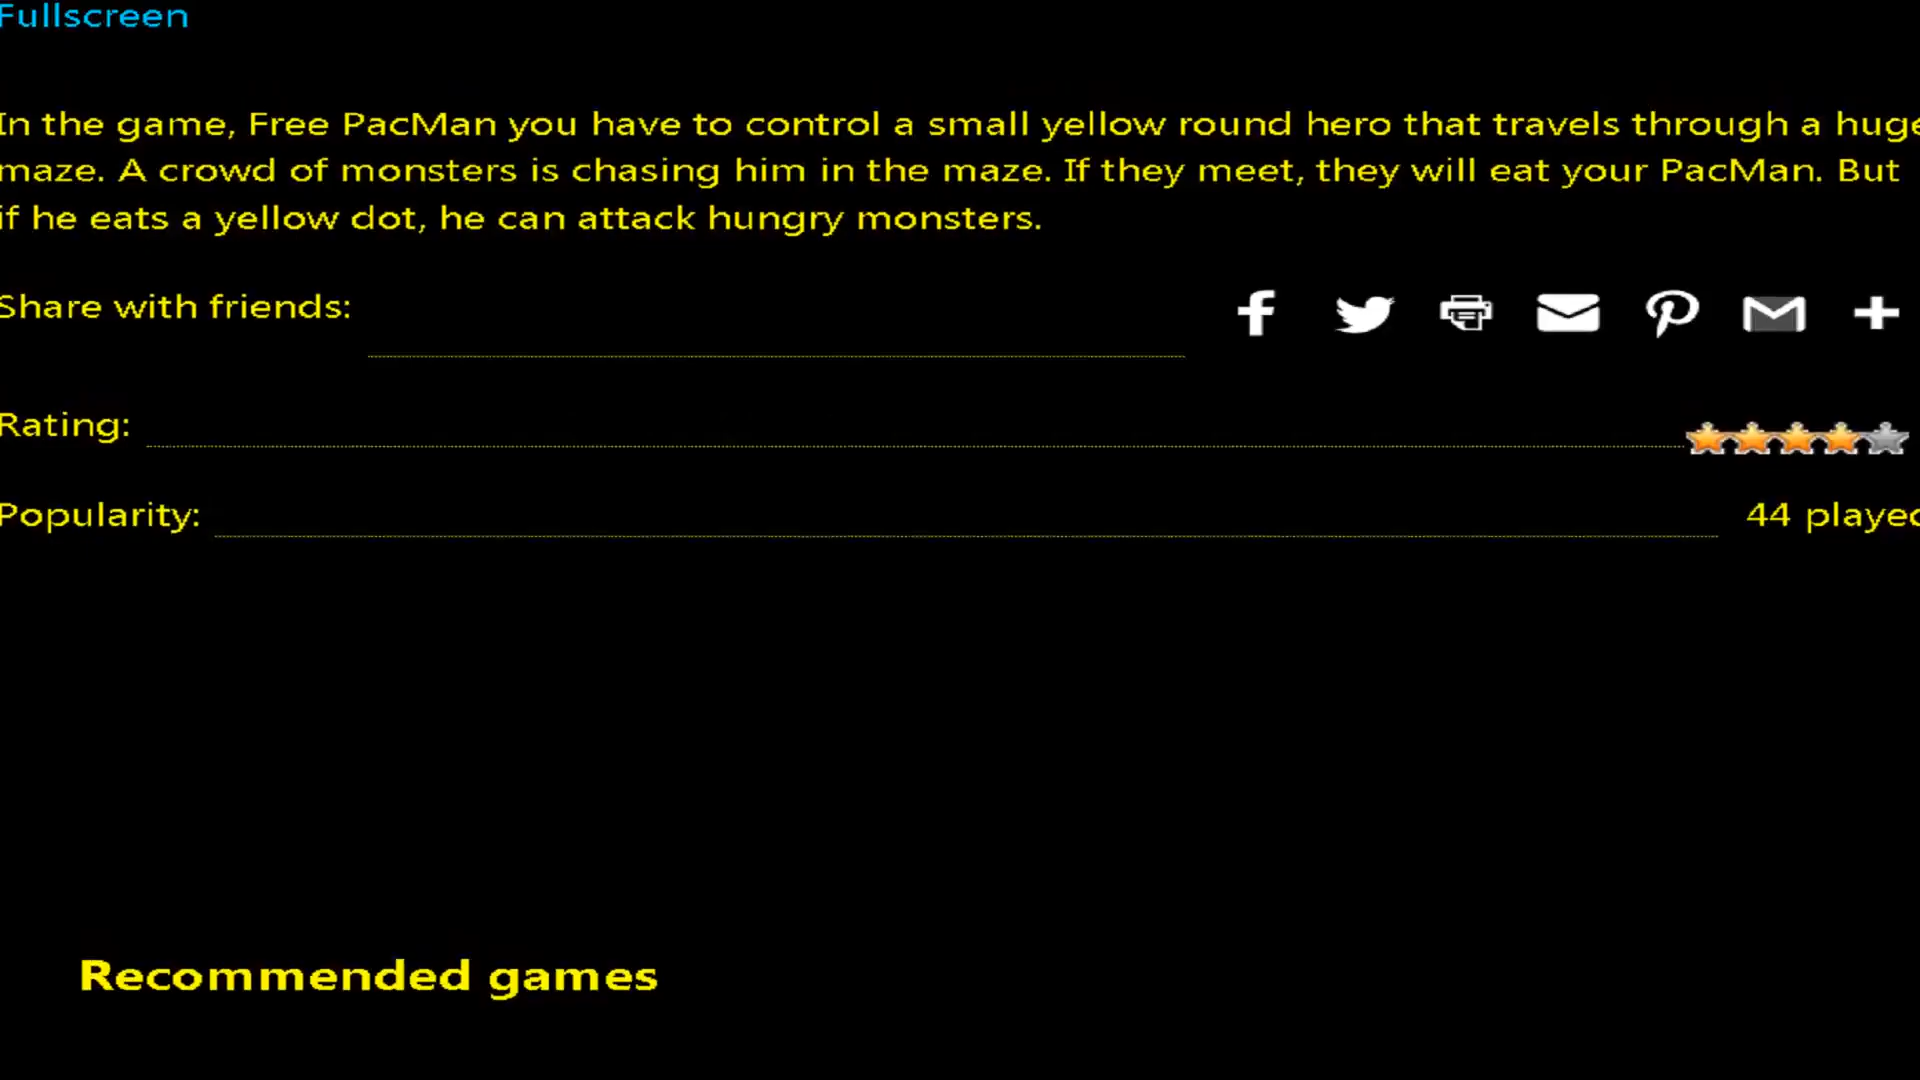 Fullscreen
In the game, Free PacMan you have to control a small yellow round hero that travels through a huge
maze. A crowd of monsters is chasing him in the maze. If they meet, they will eat your PacMan. But
if he eats a yellow dot, he can attack hungry monsters.
Share with friends:
Rating:
Popularity: 44 played
Recommended games